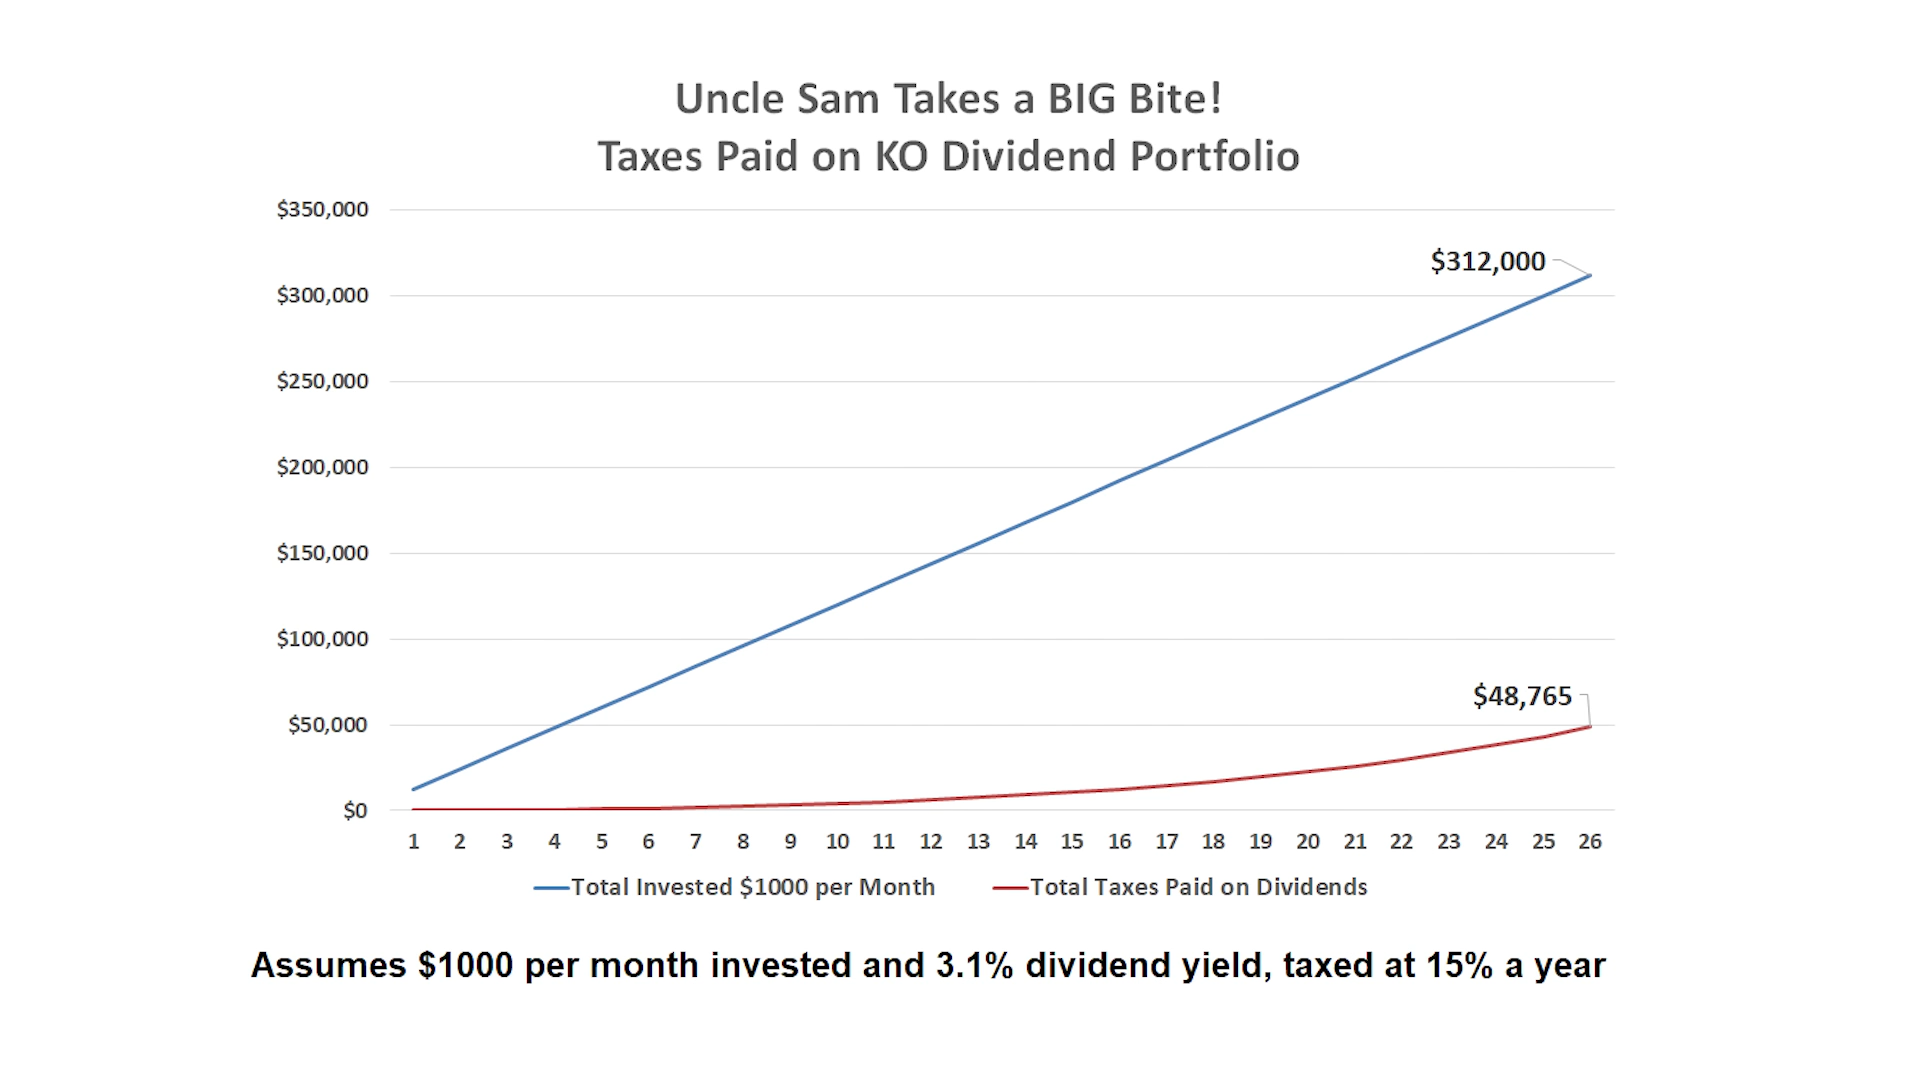 Uncle Sam Takes a BIG Bite!
Taxes Paid on KO Dividend Portfolio
$350,000
$300,000
$250,000
$200,000
$150,000
$100,000
$50,000
$0
$312,000
$48,765
1 2 3 4 5 6 7 8 9 10 11 12 13 14 15 16 17 18 19 20 21 22 23 24 25 26
Total Invested $1000 per Month Total Taxes Paid on Dividends
Assumes $1000 per month invested and 3.1% dividend yield, taxed at 15% a year